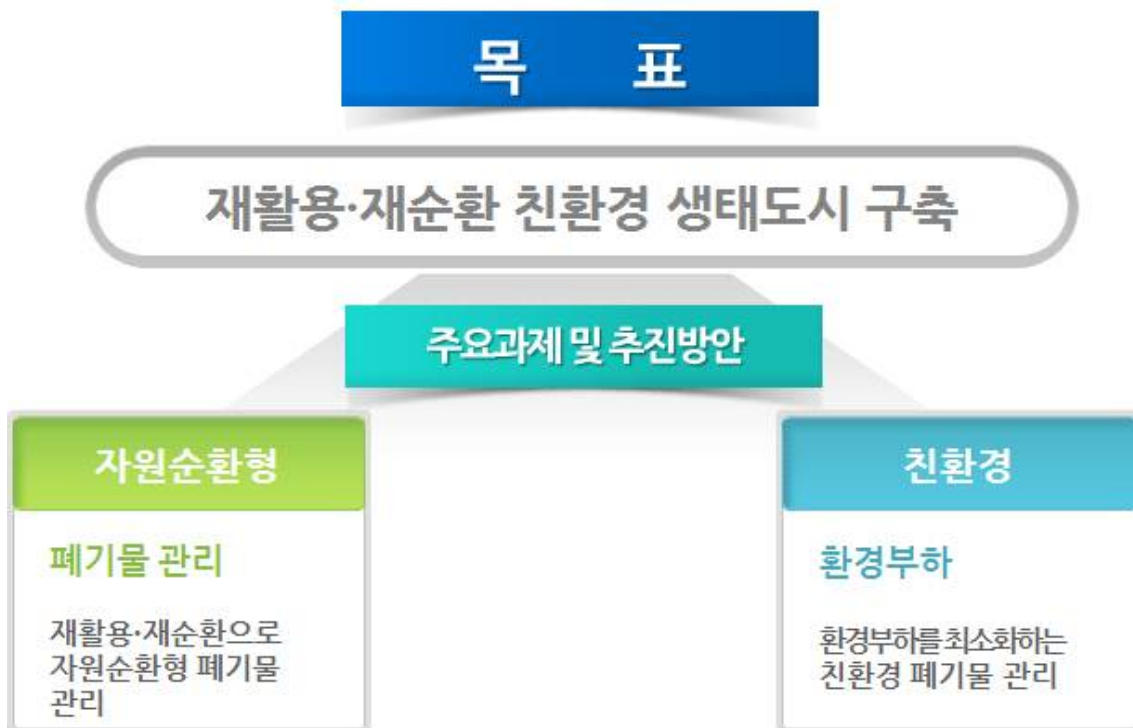 목 표
재활용·재순환 친환경 생태도시 구축
주요과제 및 추진방안
자원순환형
폐기물 관리
재활용·재순환으로
자원순환형 폐기물
관리
친환경
환경부하
환경부하를 최소화하는
친환경 폐기물 관리